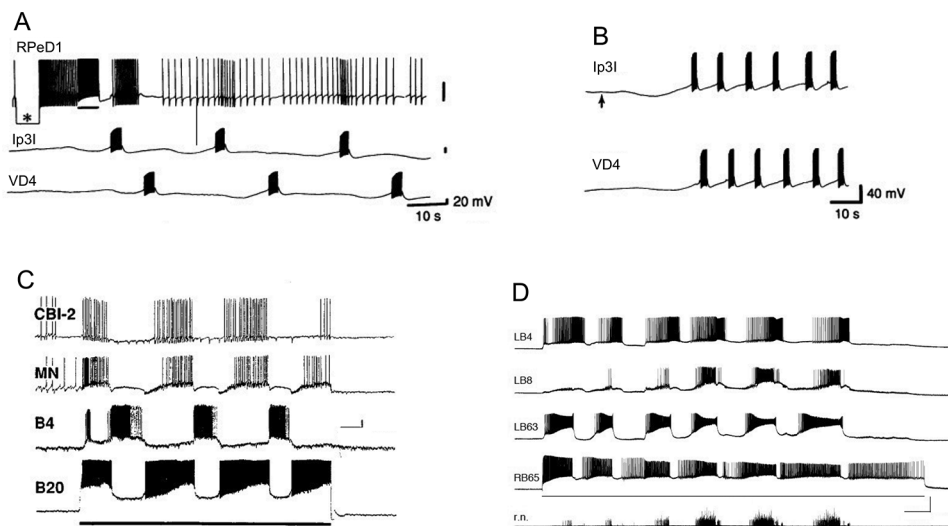 A
RPeD1
*
Ip3I
VD4
20 mV
10 s
B
Ip3I
VD4
40 mV
10 s
C
CBI-2
MN
B4
B20
D
LB4
LB8
LB63
RB65
r.n.